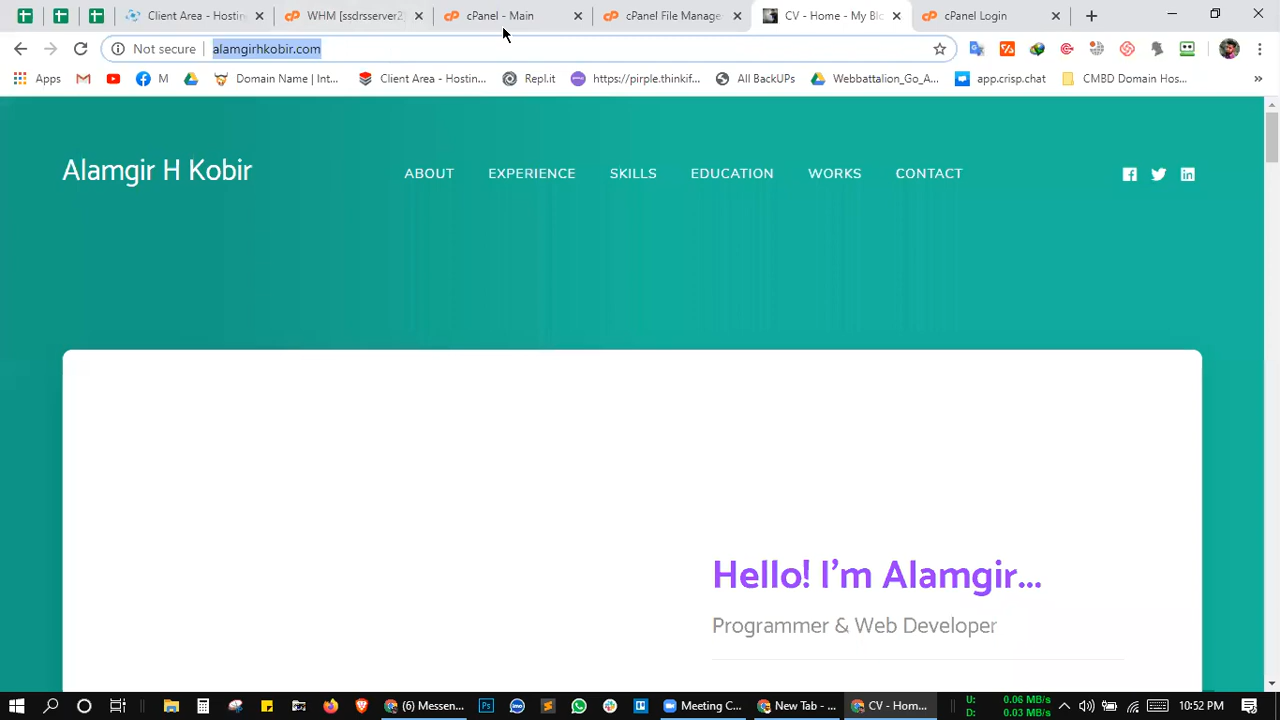 Client Area - Hostin
WHM [ssdrsserver2]
cPanel - Main
cPanel File Manag
CV - Home - My Blo
cPanel Login
Not secure
alamgirhkobir.com
Apps
M
Domain Name | Int...
Client Area - Hostin...
Repl.it
https://pirple.thinkif...
All BackUPs
Webbattalion_Go_A...
app.crisp.chat
CMBD Domain Hos...
»
Alamgir H Kobir
ABOUT
EXPERIENCE
SKILLS
EDUCATION
WORKS
CONTACT
Hello! I'm Alamgir...
Programmer & Web Developer
(6) Messen...
Meeting C...
New Tab - ...
CV - Hom...
U: 0.06 MB/s
D: 0.03 MB/s
10:52 PM